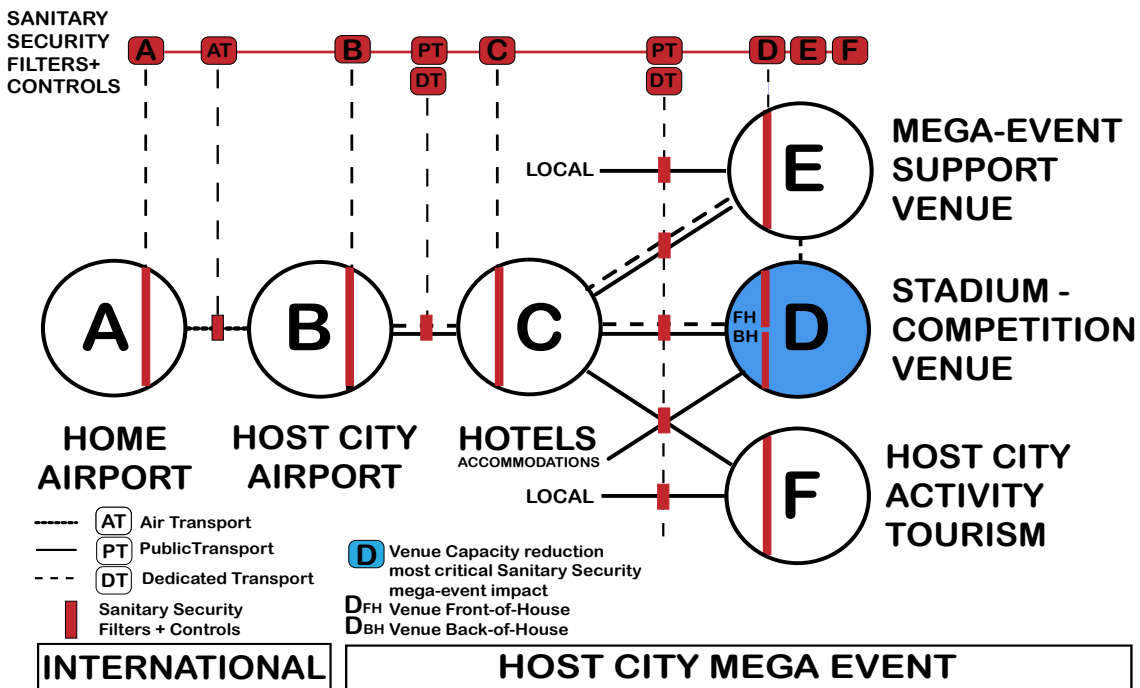 SANITARY
SECURITY
FILTERS+
CONTROLS
A
AT
B
PT
DT
C
PT
DT
D
E
F
LOCAL
E
MEGA-EVENT
SUPPORT
VENUE
A
B
C
FH
BH
D
STADIUM -
COMPETITION
VENUE
HOME
AIRPORT
HOST CITY
AIRPORT
HOTELS
ACCOMMODATIONS
LOCAL
F
HOST CITY
ACTIVITY
TOURISM
AT Air Transport
PT PublicTransport
DT Dedicated Transport
Sanitary Security
Filters + Controls
D Venue Capacity reduction
most critical Sanitary Security
mega-event impact
DFH Venue Front-of-House
DBH Venue Back-of-House
INTERNATIONAL
HOST CITY MEGA EVENT